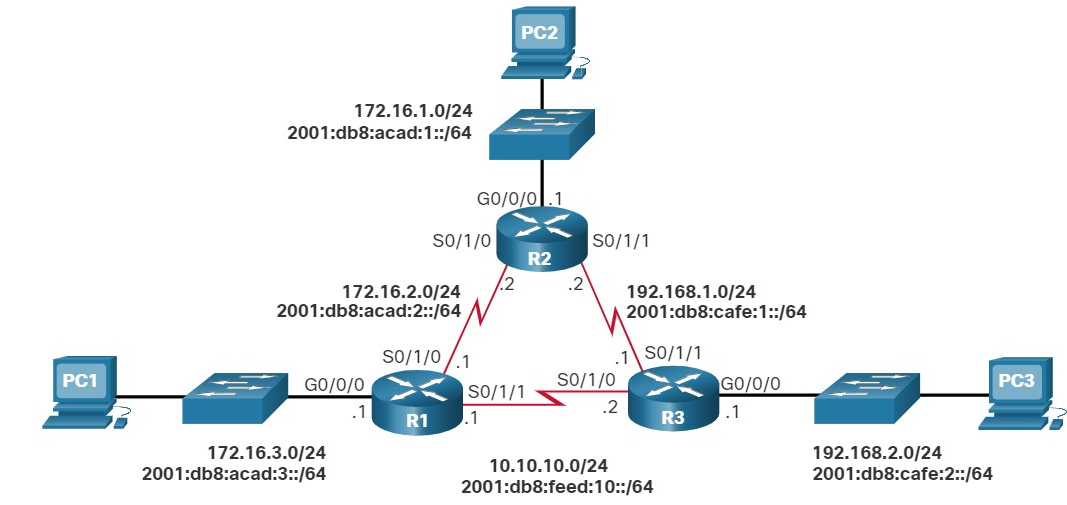 PC2
172.16.1.0/24
2001:db8:acad:1::/64
G0/0/0 .1
S0/1/0
S0/1/1
R2
.2
.2
172.16.2.0/24
2001:db8:acad:2::/64
192.168.1.0/24
2001:db8:cafe:1::/64
S0/1/0
.1
.1
S0/1/1
PC1
G0/0/0
.1
R1
S0/1/1
.1
S0/1/0
.2
R3
G0/0/0
.1
PC3
172.16.3.0/24
2001:db8:acad:3::/64
10.10.10.0/24
2001:db8:feed:10::/64
192.168.2.0/24
2001:db8:cafe:2::/64